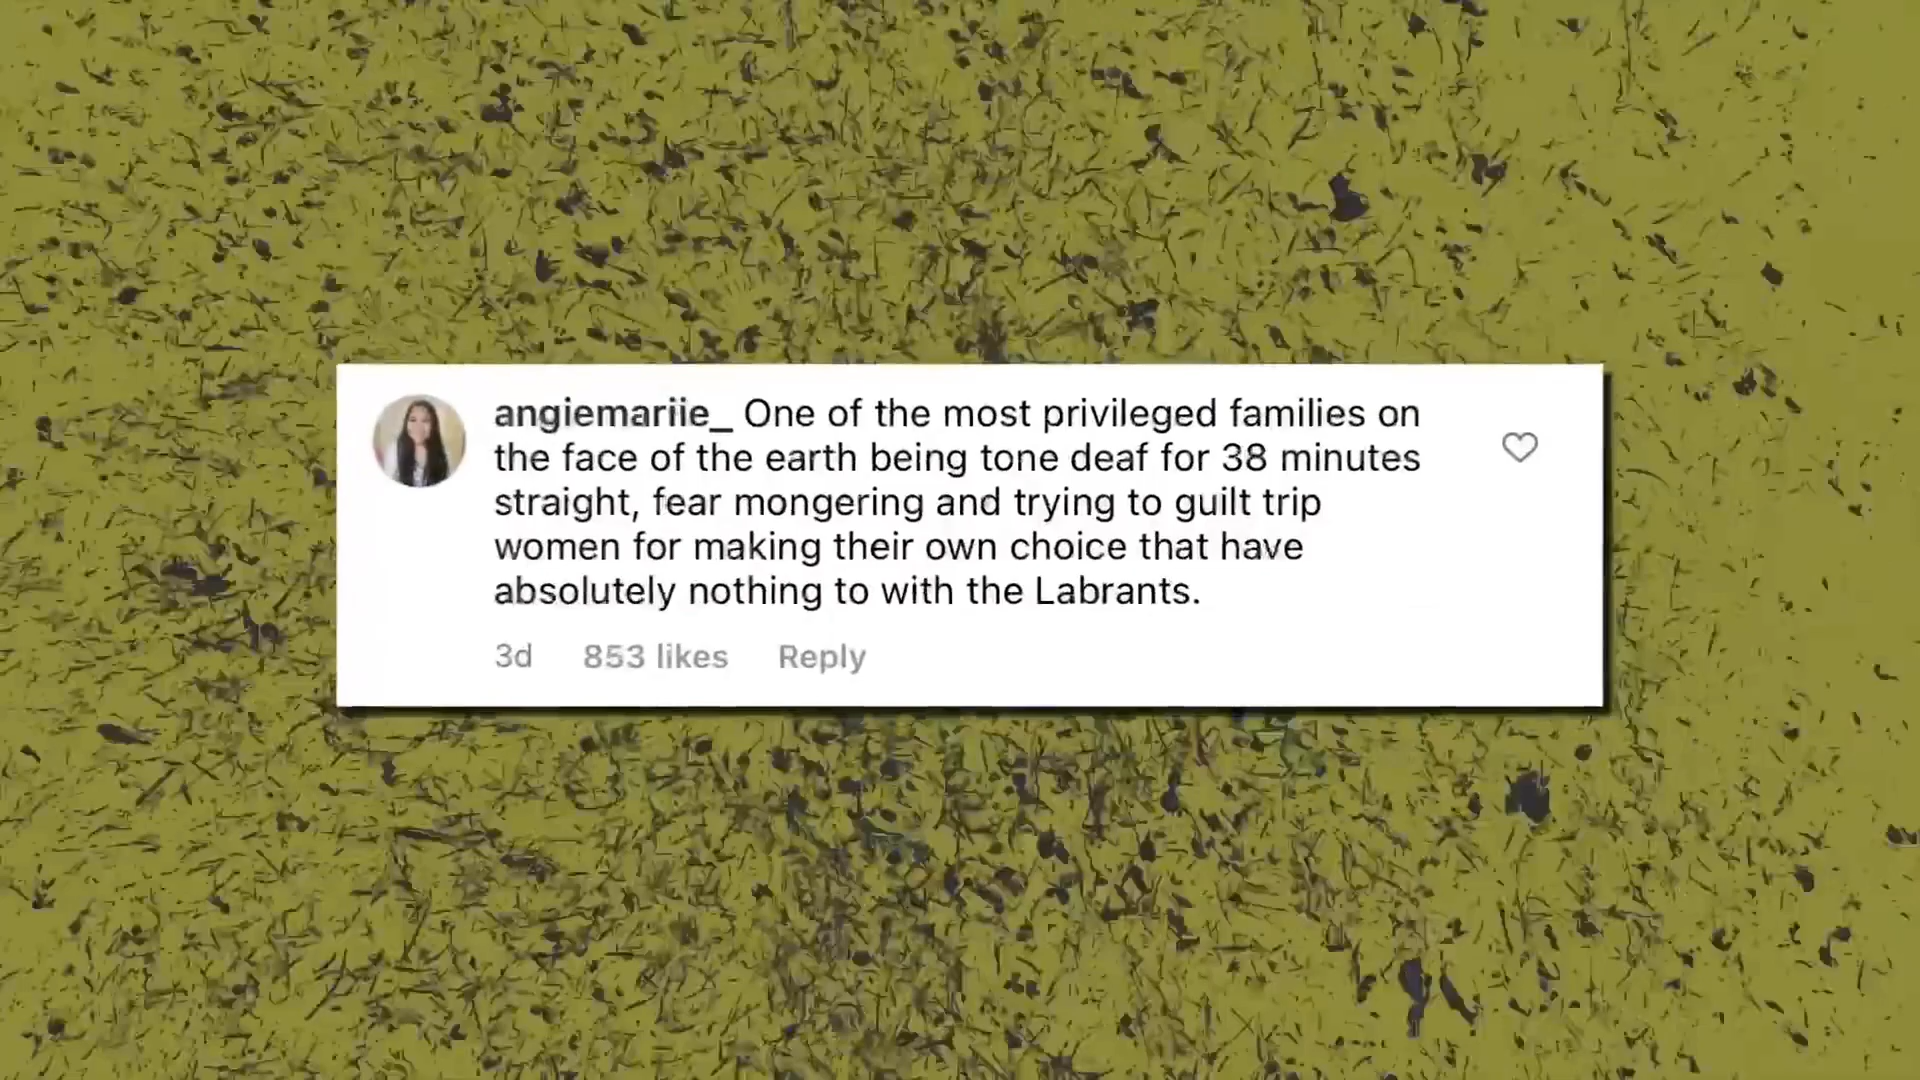 angiemariie_ One of the most privileged families on
the face of the earth being tone deaf for 38 minutes
straight, fear mongering and trying to guilt trip
women for making their own choice that have
absolutely nothing to with the Labrants.
3d 853 likes Reply